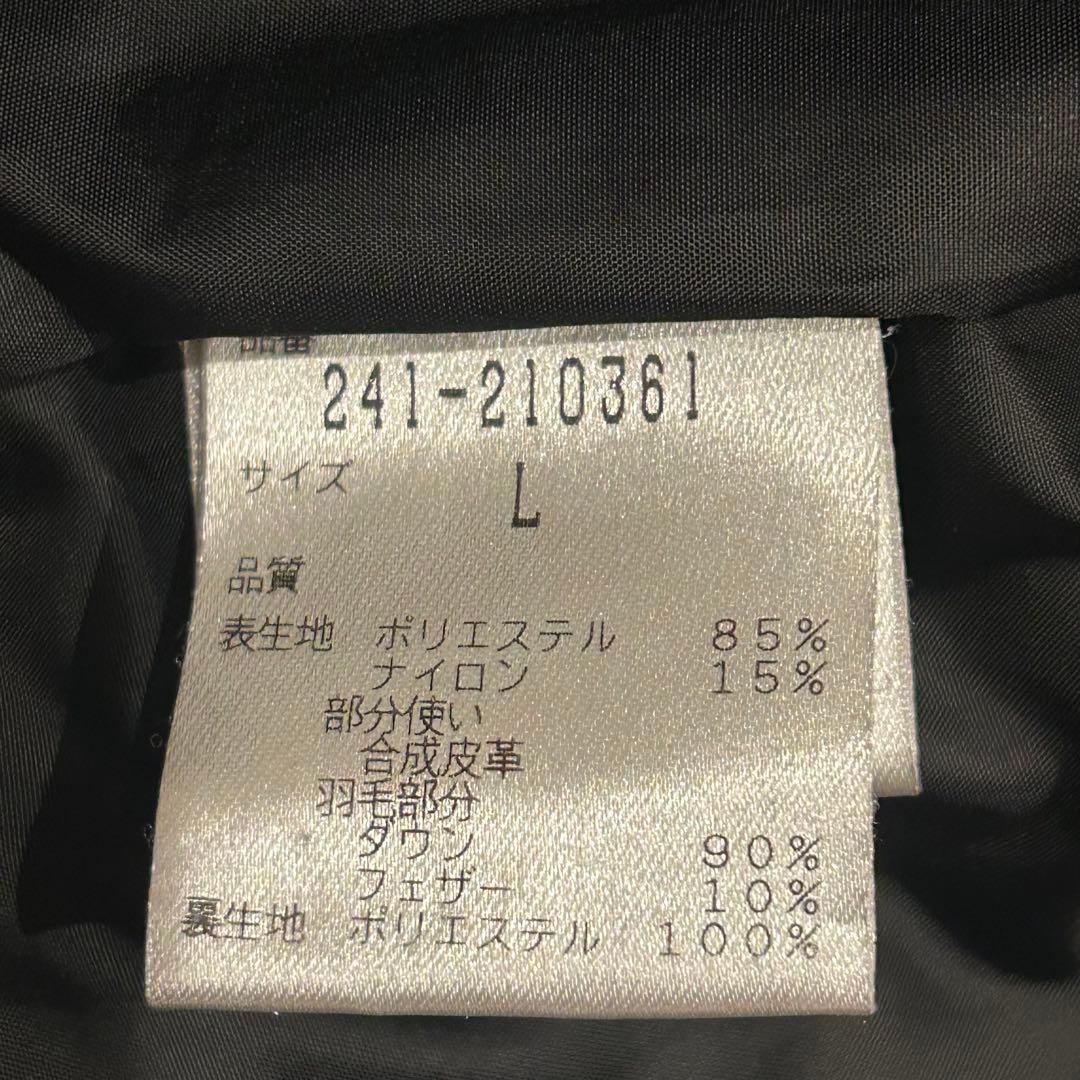 品番
241-210361
サイズ L
品質
表生地 ポリエステル 85%
ナイロン 15%
部分使い
合成皮革
羽毛部分
ダウン 90%
フェザー 10%
裏生地 ポリエステル 100%